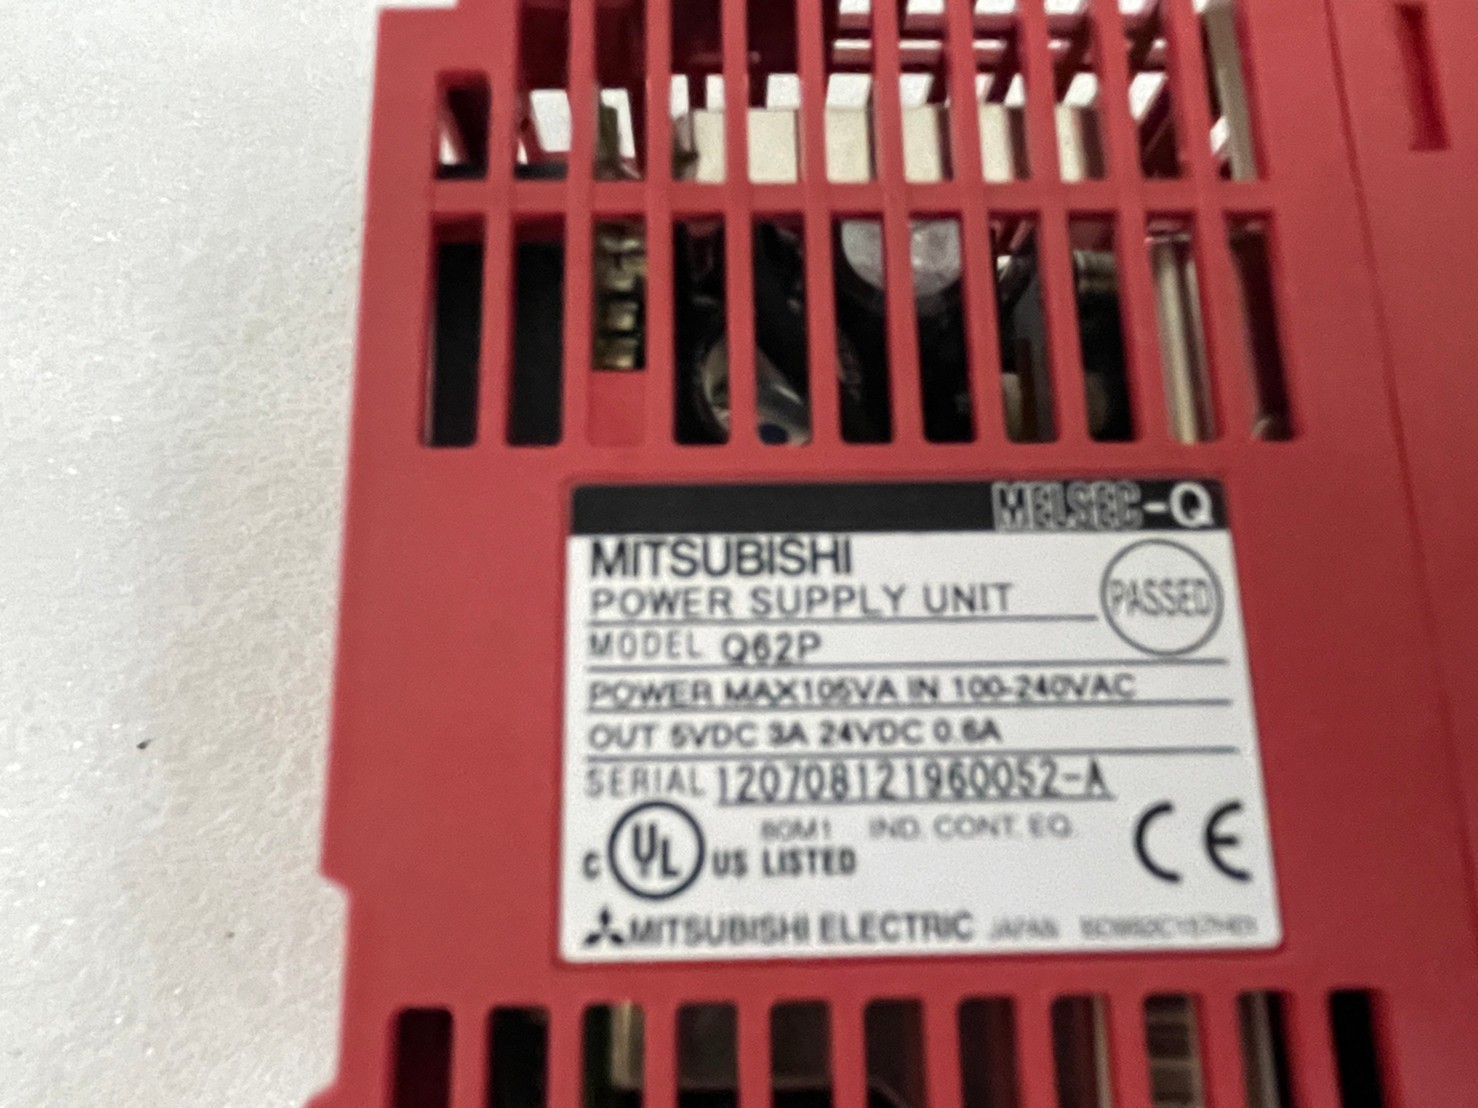 MELSEC-Q
MITSUBISHI
POWER SUPPLY UNIT
PASSED
MODEL Q62P
POWER MAX105VA IN 100-240VAC
OUT 5VDC 3A 24VDC 0.6A
SERIAL 120708121960052-A
80M1 IND. CONT. EQ.
C UL US LISTED
CE
MITSUBISHI ELECTRIC JAPAN